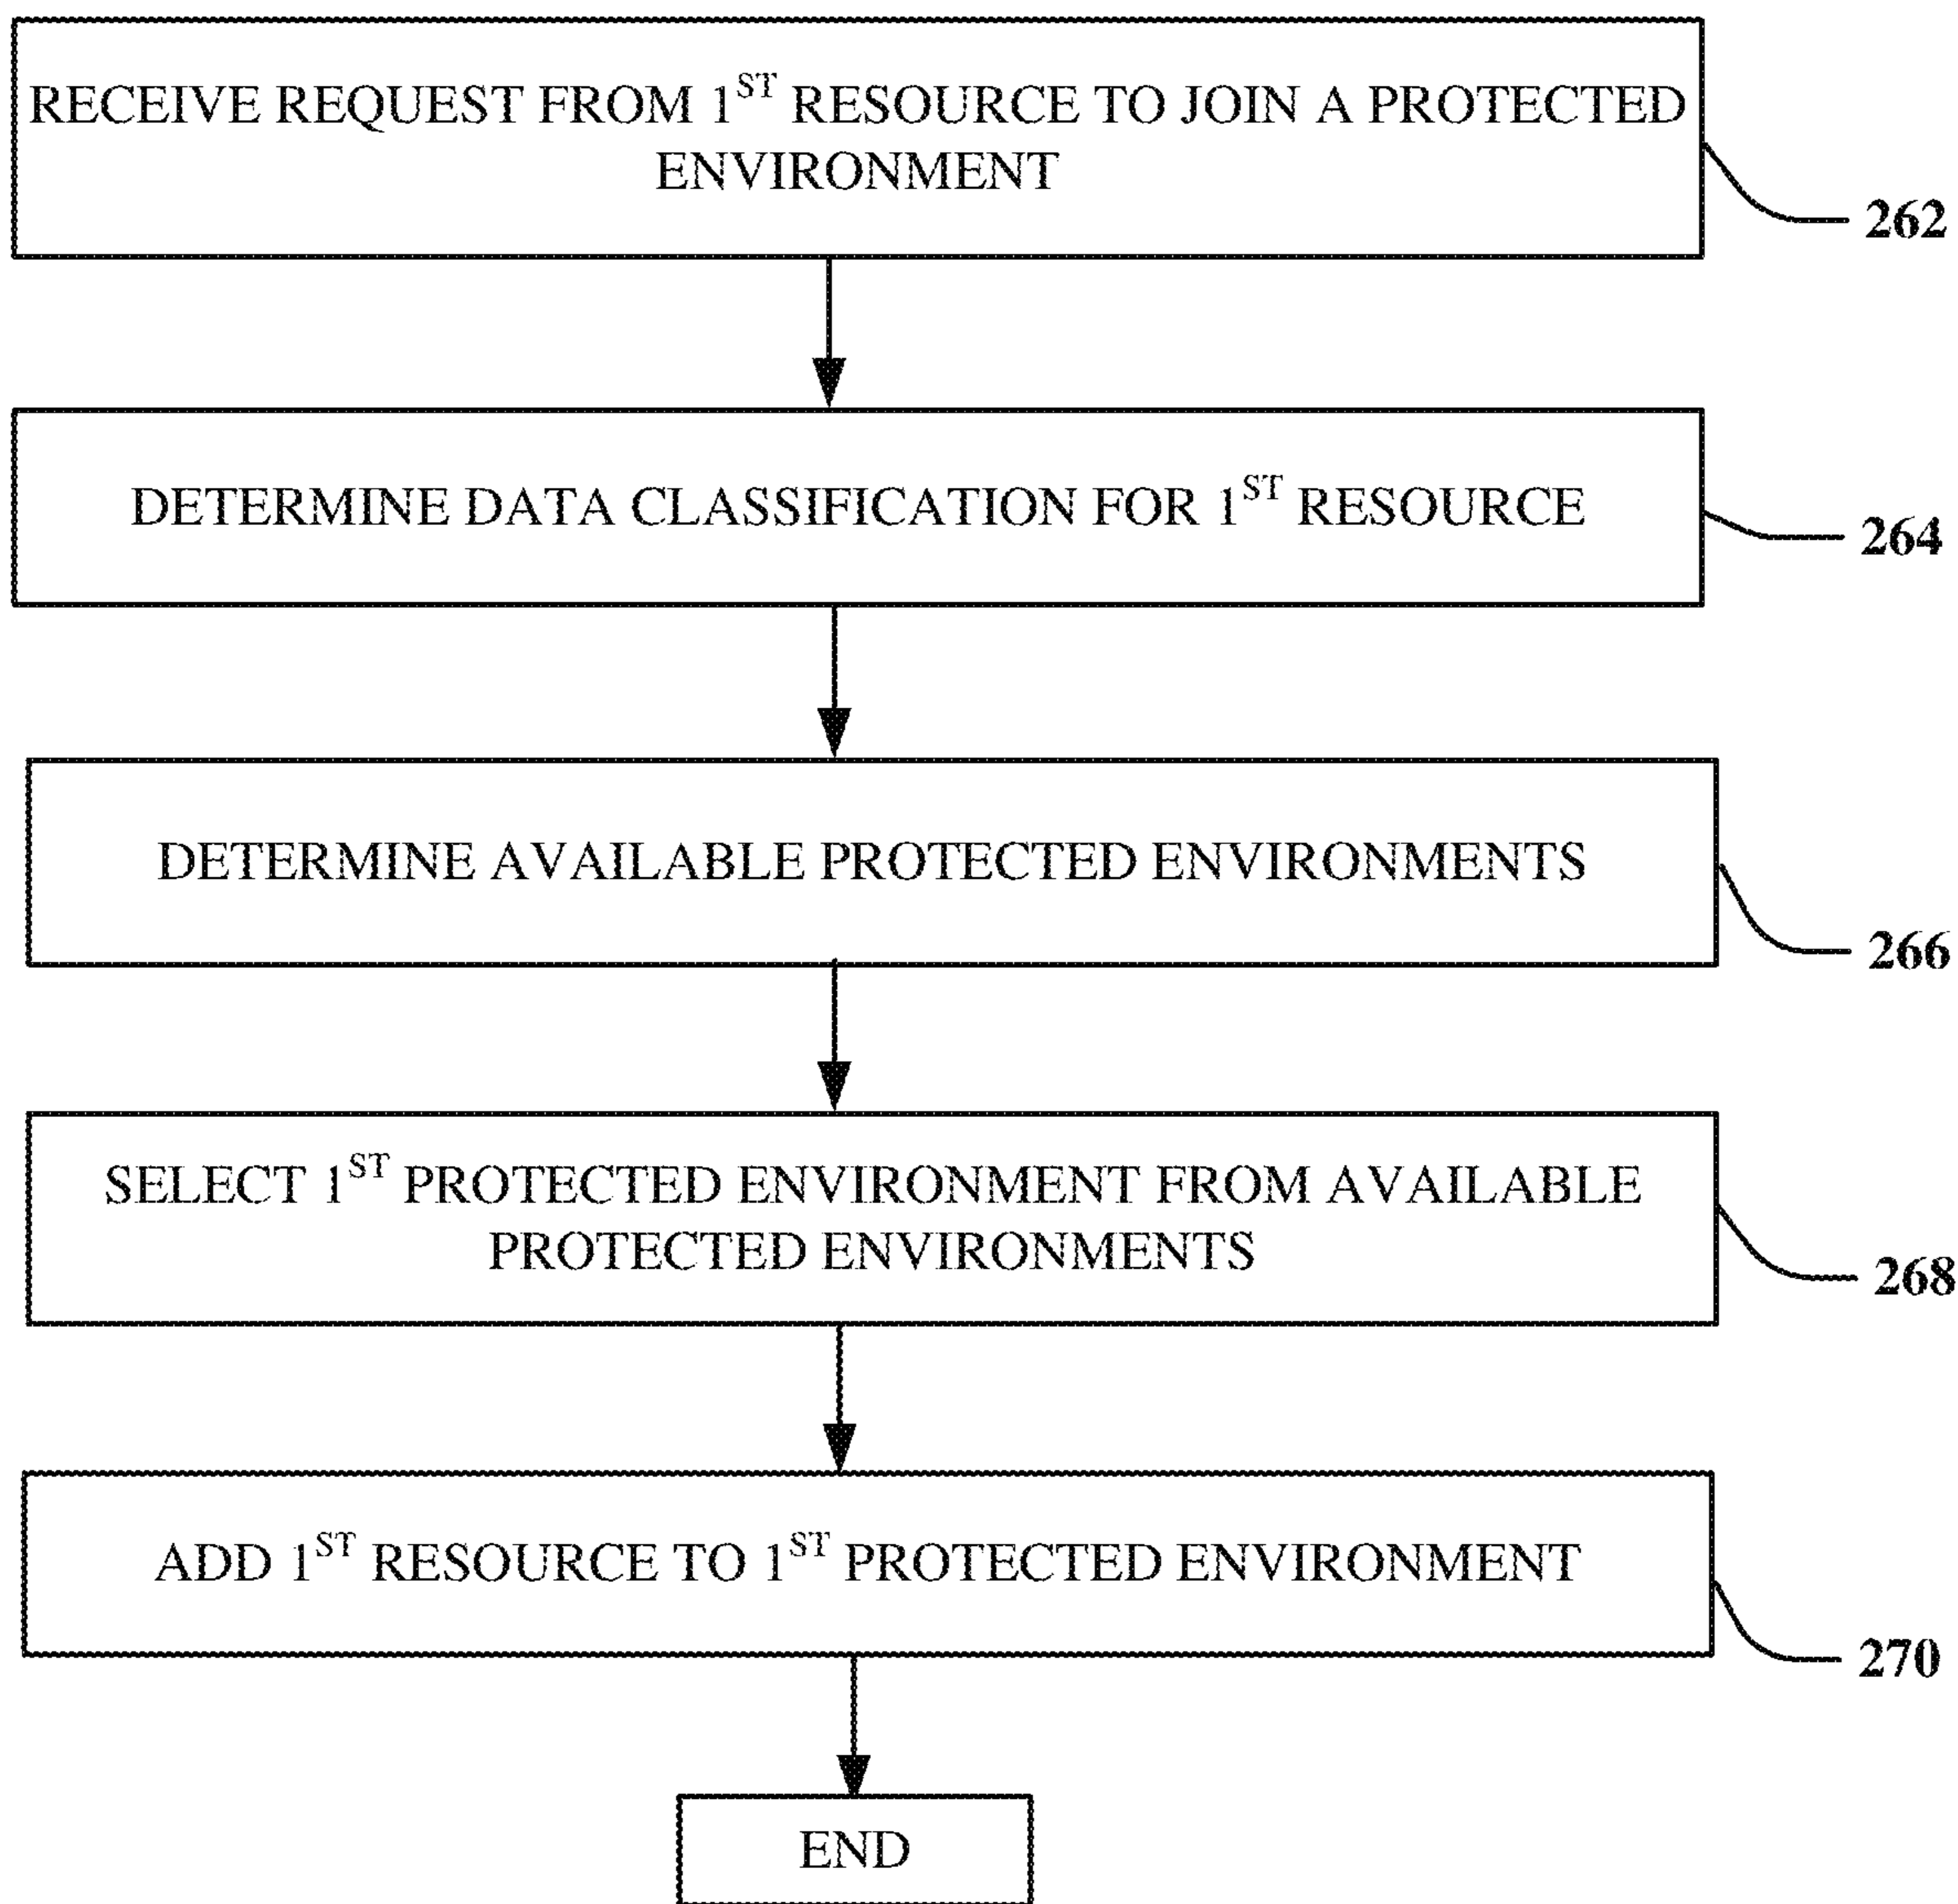 RECEIVE REQUEST FROM 1ST RESOURCE TO JOIN A PROTECTED
ENVIRONMENT
262
DETERMINE DATA CLASSIFICATION FOR 1ST RESOURCE
264
DETERMINE AVAILABLE PROTECTED ENVIRONMENTS
266
SELECT 1ST PROTECTED ENVIRONMENT FROM AVAILABLE
PROTECTED ENVIRONMENTS
268
ADD 1ST RESOURCE TO 1ST PROTECTED ENVIRONMENT
270
END